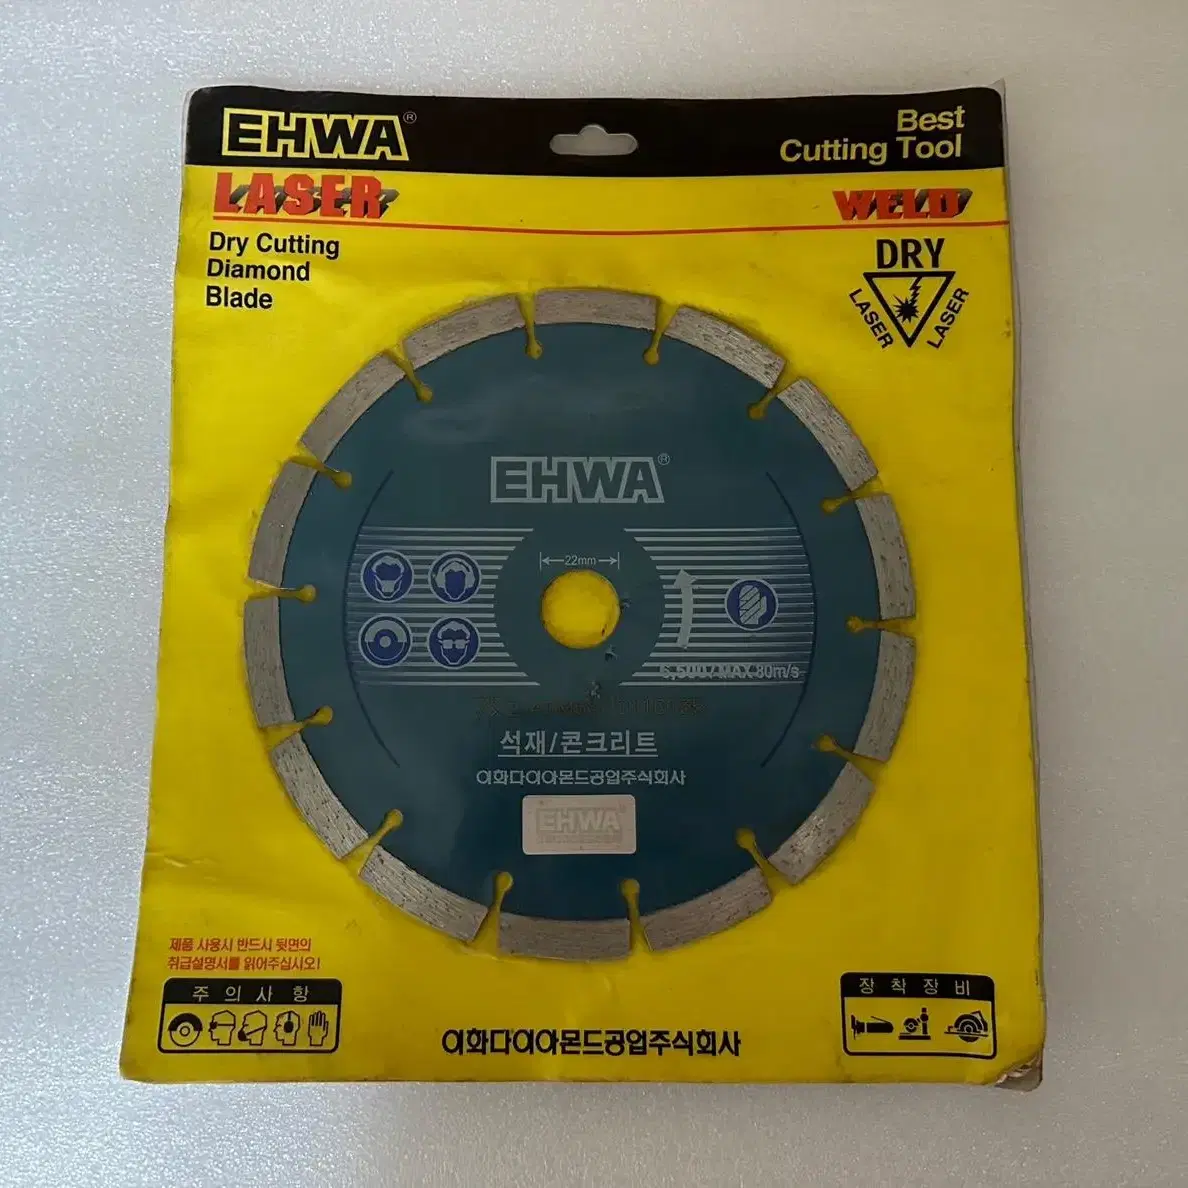 EHWA®
Best
Cutting Tool
LASER
WELD
Dry Cutting
Diamond
Blade
DRY
LASER
LASER
EHWA®
22mm
6,500/MAX 80m/s
석재/콘크리트
이화다이아몬드공업주식회사
EHWA
제품 사용시 반드시 뒷면의
취급설명서를 읽어주십시오!
주의사항
장착장비
이화다이아몬드공업주식회사